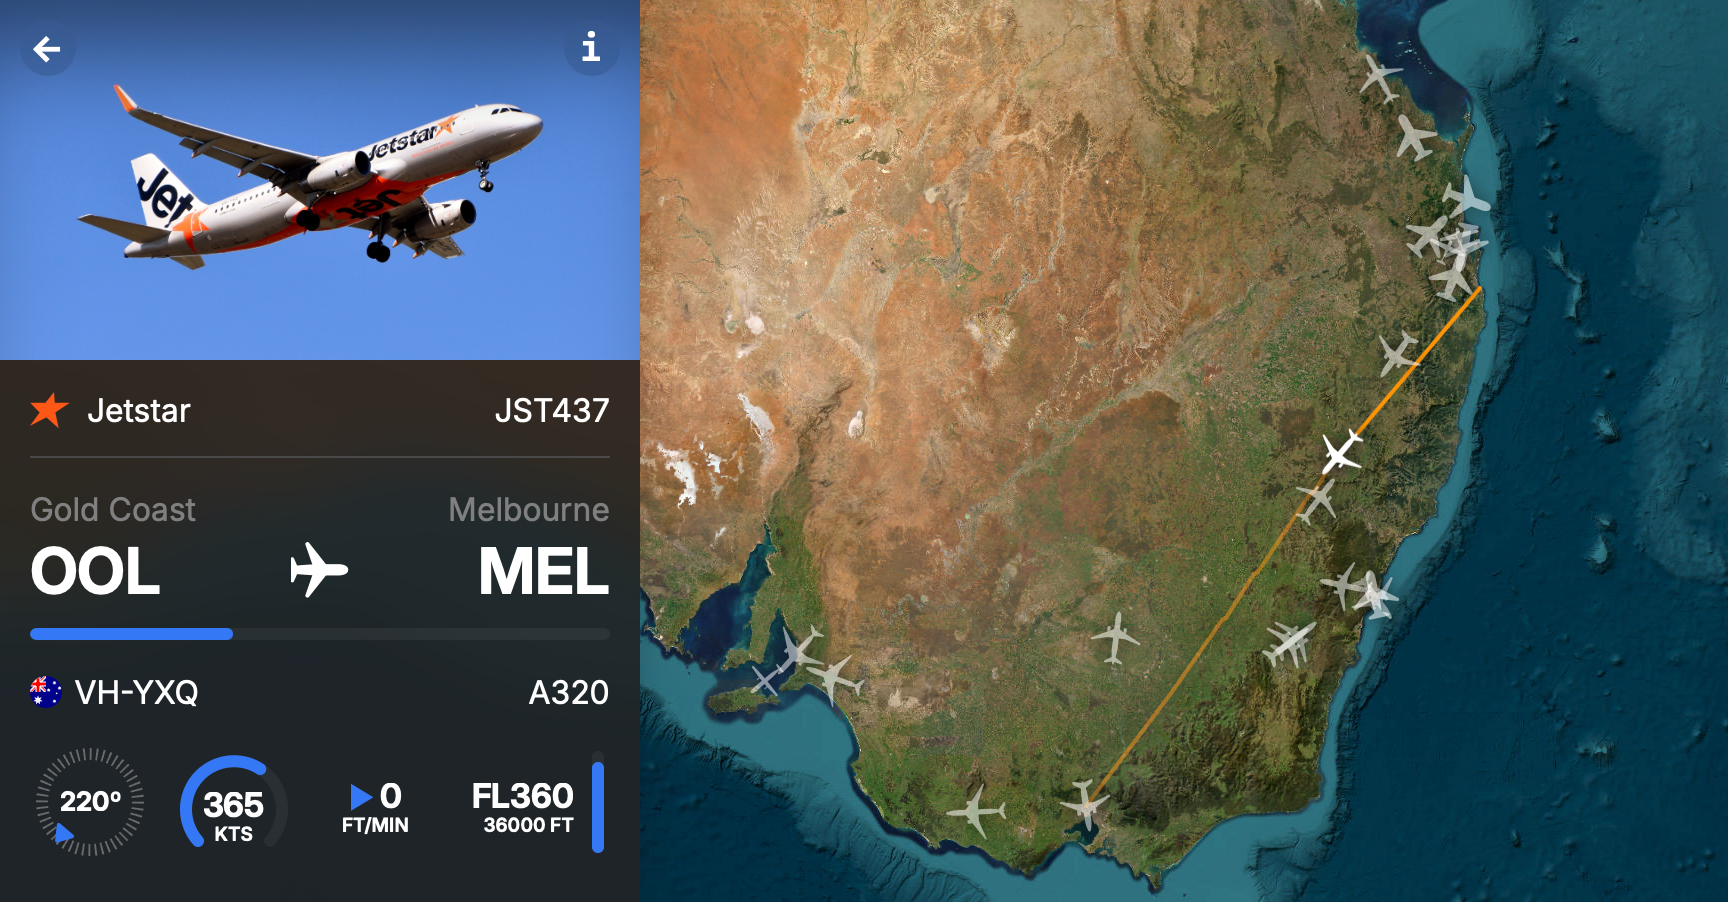 i
Jetstar
Jet
Jet
Jetstar JST437
Gold Coast Melbourne
OOL MEL
VH-YXQ A320
220°
365
KTS
0
FT/MIN
FL360
36000 FT